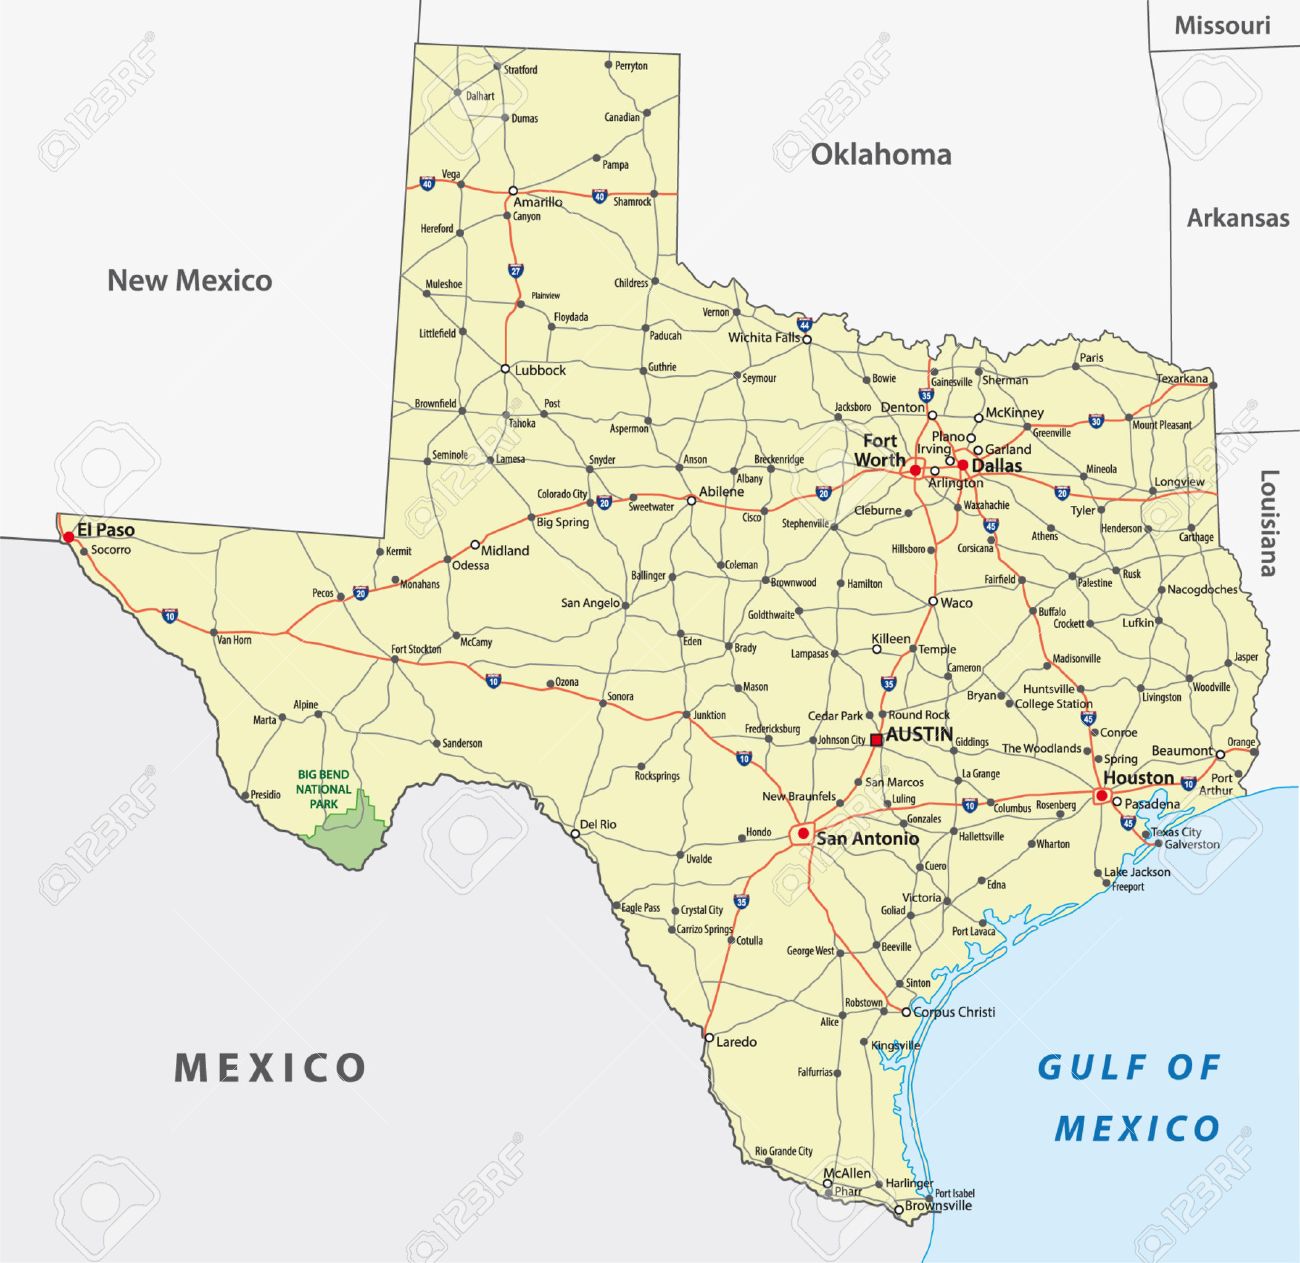 Missouri
Oklahoma
Arkansas
New Mexico
Louisiana
MEXICO
GULF OF
MEXICO
Stratford
Perryton
Dalhart
Dumas
Canadian
Pampa
Vega
40
Amarillo
40
Shamrock
Canyon
Hereford
27
Muleshoe
Plainview
Childress
Floydada
Vernon
44
Littlefield
Paducah
Wichita Falls
Lubbock
Guthrie
Seymour
Bowie
Gainesville
Sherman
Paris
Texarkana
35
Brownfield
Post
Tahoka
Aspermon
Jacksboro
Denton
McKinney
30
Mount Pleasant
Greenville
Fort
Worth
Plano
Irving
Garland
Dallas
Arlington
Seminole
Lamesa
Snyder
Anson
Albany
Breckenridge
Mineola
Longview
Colorado City
20
Sweetwater
Abilene
20
Cisco
Cleburne
Waxahachie
20
Tyler
Big Spring
Stephenville
45
Athens
Henderson
Carthage
El Paso
Socorro
Kermit
Midland
Odessa
Hillsboro
Corsicana
Monahans
Pecos
20
Ballinger
Coleman
Brownwood
Hamilton
Fairfield
Palestine
Rusk
Nacogdoches
10
San Angelo
Goldthwaite
Waco
Buffalo
Crockett
Lufkin
Van Horn
McCamy
Fort Stockton
Eden
Brady
Lampasas
Killeen
Temple
Cameron
Madisonville
Jasper
10
Ozona
Sonora
Mason
35
Bryan
College Station
Huntsville
Livingston
Woodville
Marta
Alpine
Junktion
Fredericksburg
Cedar Park
Round Rock
45
Conroe
Sanderson
Johnson City
AUSTIN
Giddings
The Woodlands
Spring
Beaumont
Orange
BIG BEND
NATIONAL
PARK
Presidio
Rocksprings
10
San Marcos
La Grange
Houston
10
Port
Arthur
New Braunfels
Luling
10
Columbus
Rosenberg
Pasadena
Del Rio
Hondo
San Antonio
Gonzales
Hallettsville
45
Texas City
Galverston
Wharton
Uvalde
Cuero
Edna
Lake Jackson
Freeport
Eagle Pass
Crystal City
35
Victoria
Goliad
Carrizo Springs
Cotulla
Port Lavaca
George West
Beeville
Sinton
Robstown
Alice
Corpus Christi
Laredo
Kingsville
Falfurrias
Rio Grande City
McAllen
Pharr
Harlinger
Port Isabel
Brownsville
123RF